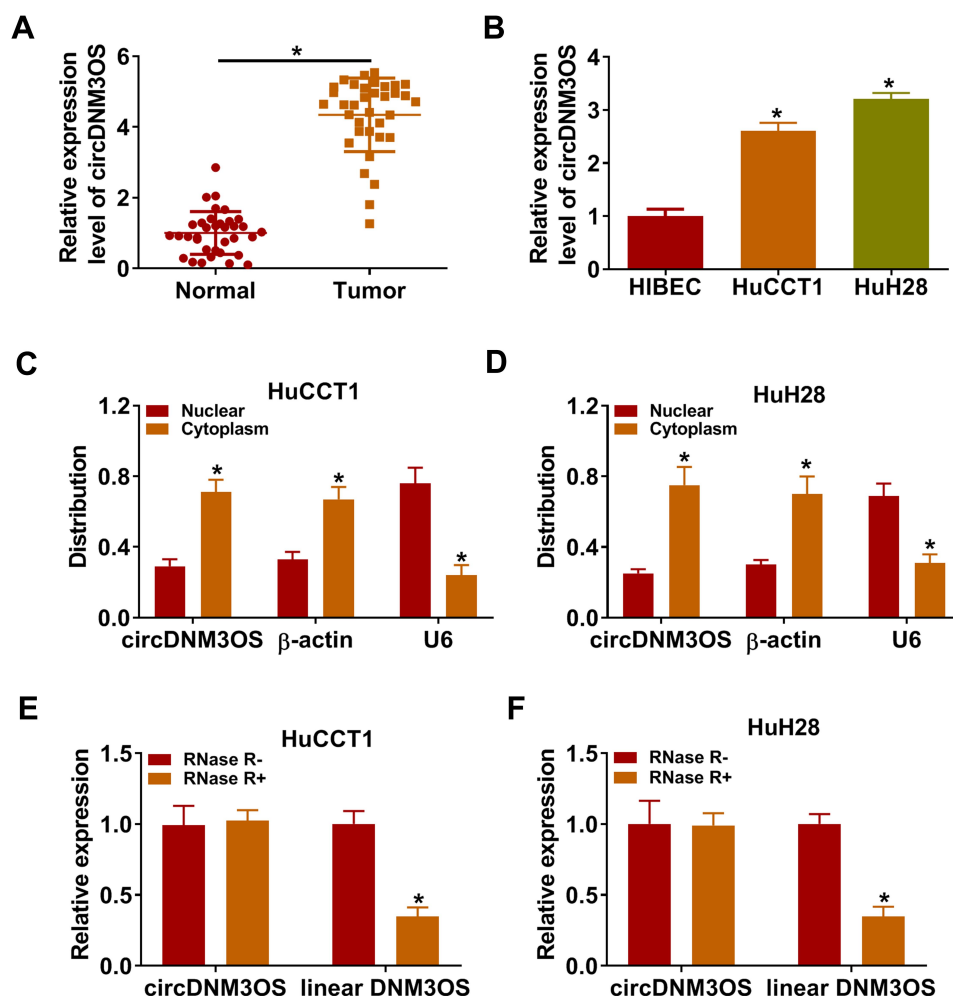 A
Relative expression
level of circDNM3OS
6
4
2
0
*
Normal
Tumor
B
Relative expression
level of circDNM3OS
4
3
2
1
0
*
*
HIBEC
HuCCT1
HuH28
C
HuCCT1
Nuclear
Cytoplasm
Distribution
1.2
0.8
0.4
0.0
*
*
*
circDNM3OS
β-actin
U6
D
HuH28
Nuclear
Cytoplasm
Distribution
1.2
0.8
0.4
0.0
*
*
*
circDNM3OS
β-actin
U6
E
HuCCT1
RNase R-
RNase R+
Relative expression
1.5
1.0
0.5
0.0
*
circDNM3OS
linear DNM3OS
F
HuH28
RNase R-
RNase R+
Relative expression
1.5
1.0
0.5
0.0
*
circDNM3OS
linear DNM3OS